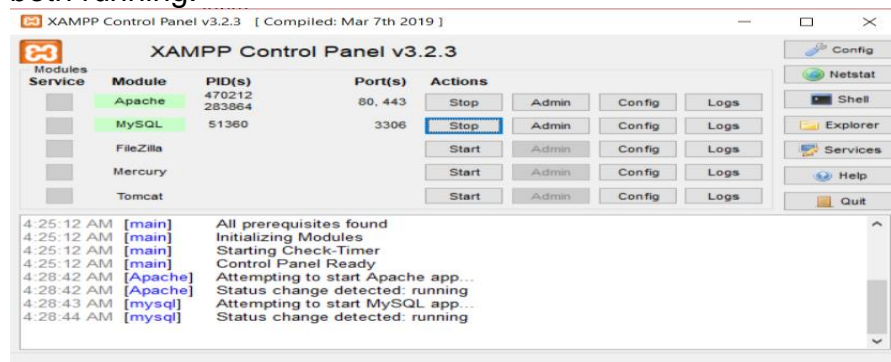 both running.
XAMPP Control Panel v3.2.3 [ Compiled: Mar 7th 2019 ]
XAMPP Control Panel v3.2.3
Config
Modules
Service Module PID(s) Port(s) Actions
Netstat
Apache 470212 283864 80, 443 Stop Admin Config Logs
Shell
MySQL 51360 3306 Stop Admin Config Logs
Explorer
FileZilla Start Admin Config Logs
Services
Mercury Start Admin Config Logs
Help
Tomcat Start Admin Config Logs
Quit
4:25:12 AM [main] All prerequisites found
4:25:12 AM [main] Initializing Modules
4:25:12 AM [main] Starting Check-Timer
4:25:12 AM [main] Control Panel Ready
4:28:42 AM [Apache] Attempting to start Apache app...
4:28:42 AM [Apache] Status change detected: running
4:28:43 AM [mysql] Attempting to start MySQL app...
4:28:44 AM [mysql] Status change detected: running